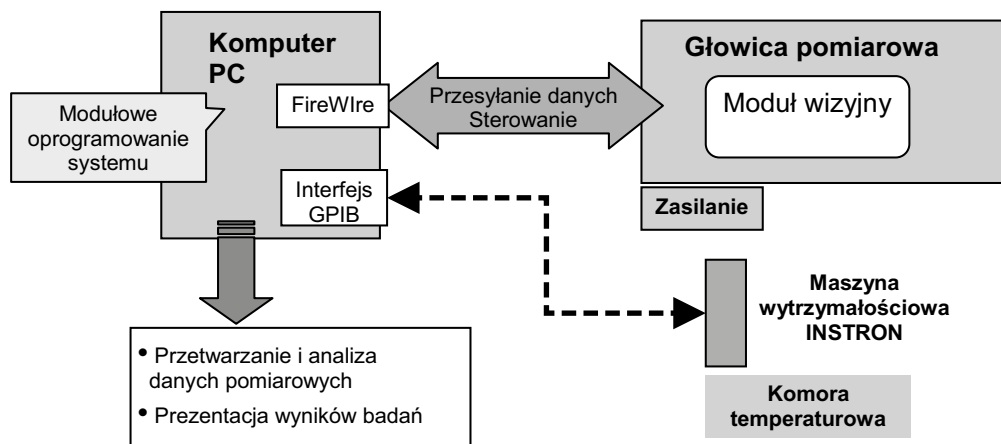 Komputer
PC
FireWIre
Modułowe
oprogramowanie
systemu
Interfejs
GPIB
Przesyłanie danych
Sterowanie
Głowica pomiarowa
Moduł wizyjny
Zasilanie
Maszyna
wytrzymałościowa
INSTRON
Komora
temperaturowa
• Przetwarzanie i analiza
danych pomiarowych
• Prezentacja wyników badań